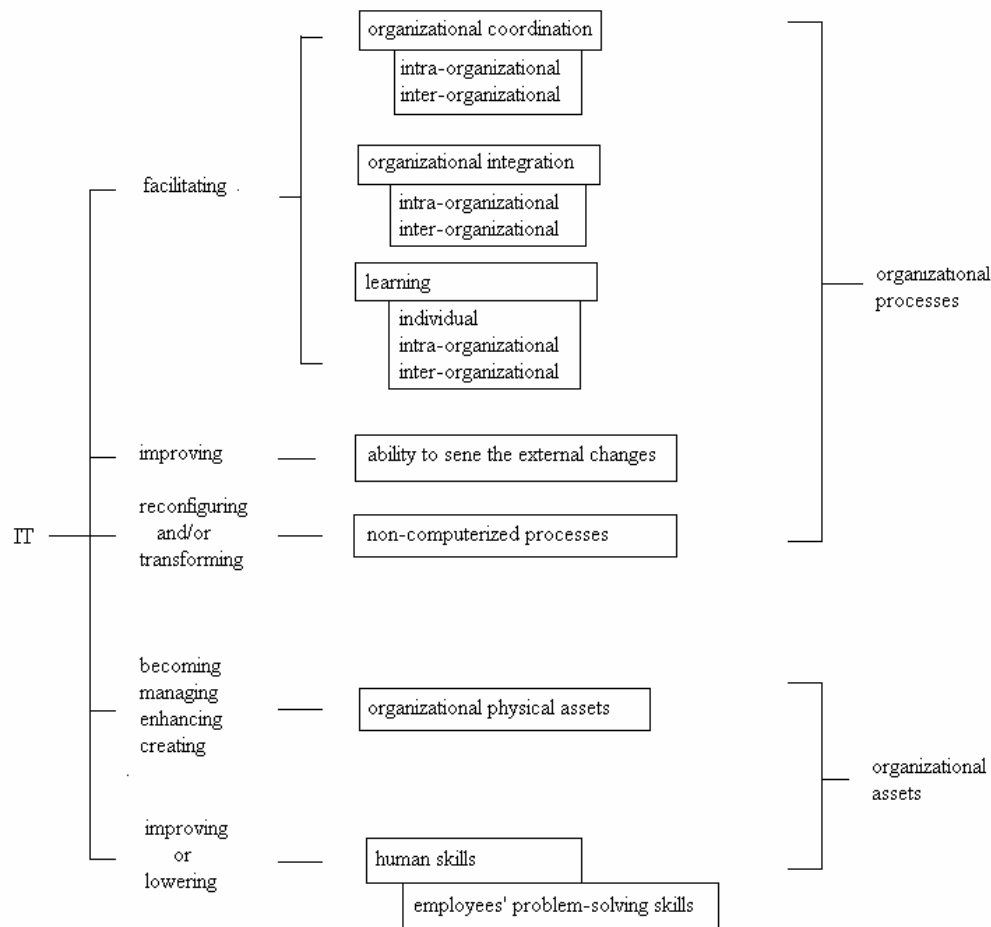 organizational coordination
intra-organizational
inter-organizational
facilitating
organizational integration
intra-organizational
inter-organizational
learning
individual
intra-organizational
inter-organizational
organizational
processes
improving
ability to sene the external changes
IT
reconfiguring
and/or
transforming
non-computerized processes
becoming
managing
enhancing
creating
organizational physical assets
organizational
assets
improving
or
lowering
human skills
employees' problem-solving skills